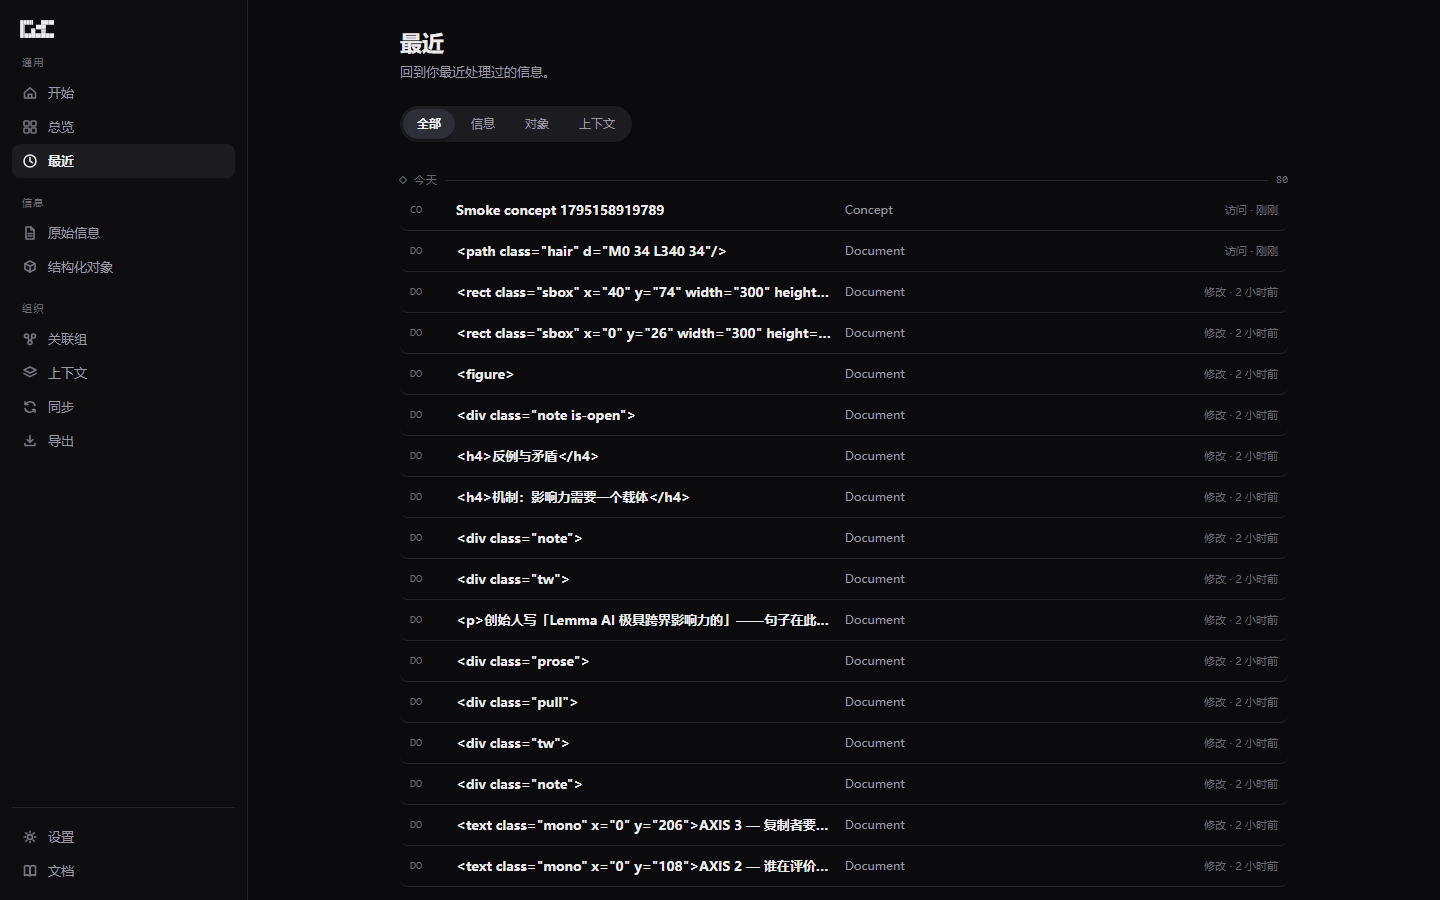 通用
开始
总览
最近
信息
原始信息
结构化对象
组织
关联组
上下文
同步
导出
设置
文档
最近
回到你最近处理过的信息。
全部 信息 对象 上下文
今天 80
CO Smoke concept 1795158919789 Concept 访问 · 刚刚
DO <path class="hair" d="M0 34 L340 34"/> Document 访问 · 刚刚
DO <rect class="sbox" x="40" y="74" width="300" height... Document 修改 · 2 小时前
DO <rect class="sbox" x="0" y="26" width="300" height=... Document 修改 · 2 小时前
DO <figure> Document 修改 · 2 小时前
DO <div class="note is-open"> Document 修改 · 2 小时前
DO <h4>反例与矛盾</h4> Document 修改 · 2 小时前
DO <h4>机制：影响力需要一个载体</h4> Document 修改 · 2 小时前
DO <div class="note"> Document 修改 · 2 小时前
DO <div class="tw"> Document 修改 · 2 小时前
DO <p>创始人写「Lemma AI 极具跨界影响力的」——句子在此... Document 修改 · 2 小时前
DO <div class="prose"> Document 修改 · 2 小时前
DO <div class="pull"> Document 修改 · 2 小时前
DO <div class="tw"> Document 修改 · 2 小时前
DO <div class="note"> Document 修改 · 2 小时前
DO <text class="mono" x="0" y="206">AXIS 3 — 复制者要... Document 修改 · 2 小时前
DO <text class="mono" x="0" y="108">AXIS 2 — 谁在评价... Document 修改 · 2 小时前